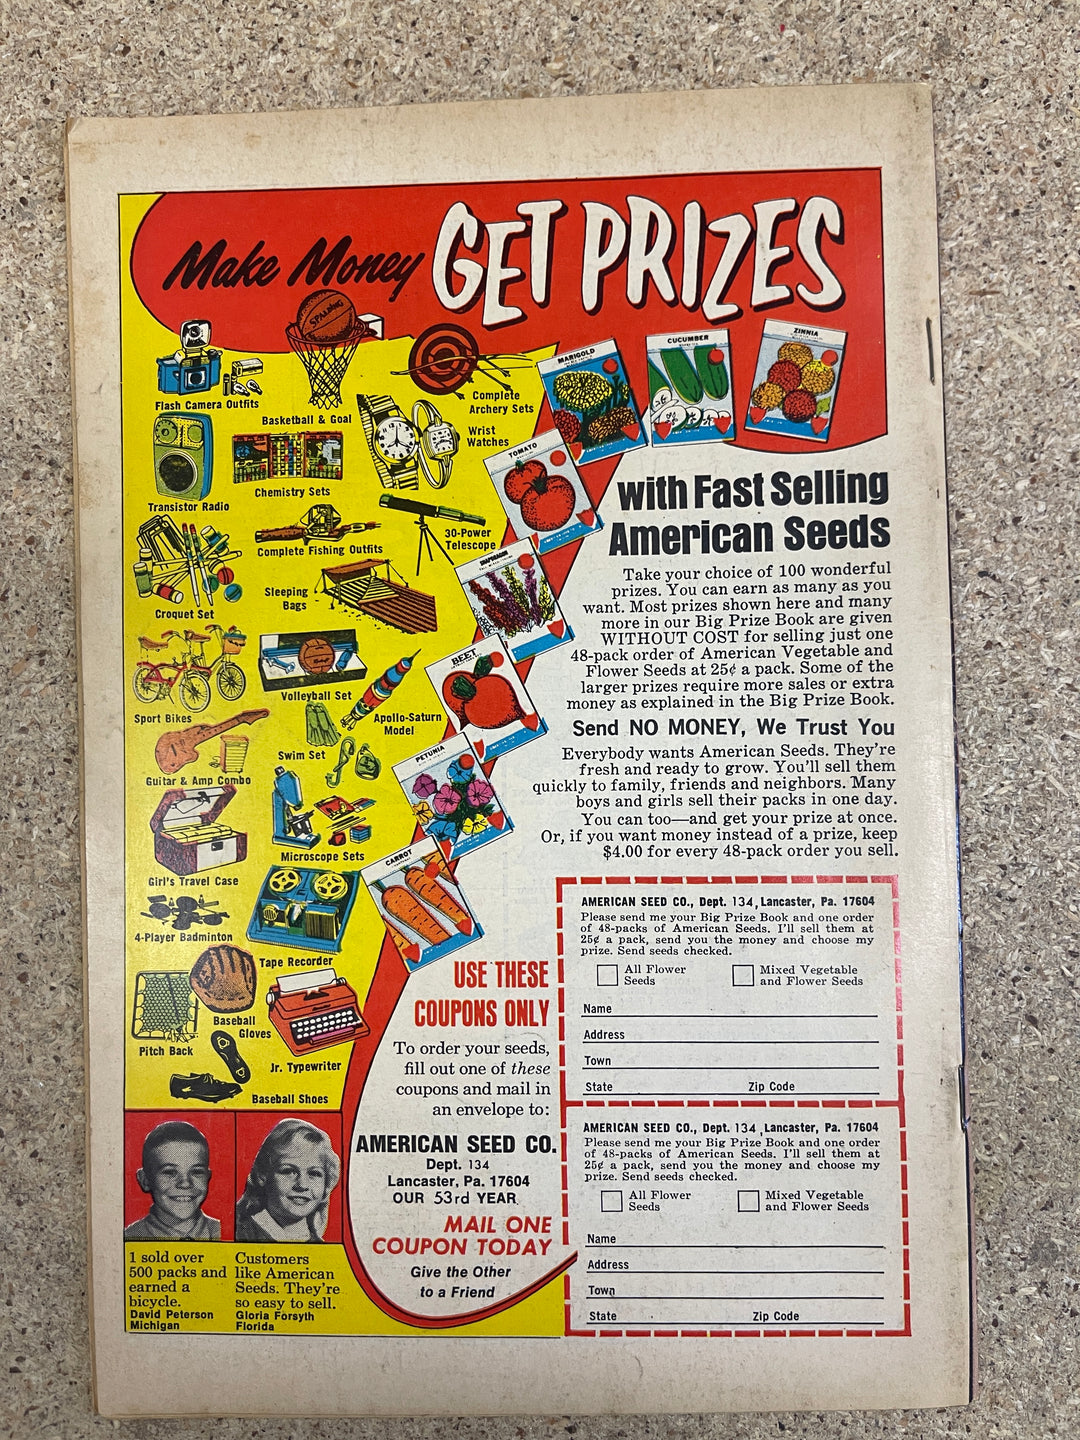 Make Money GET PRIZES
SPALDING
Flash Camera Outfits
Basketball & Goal
Complete
Archery Sets
Wrist
Watches
Transistor Radio
Chemistry Sets
Complete Fishing Outfits
30-Power
Telescope
Croquet Set
Sleeping
Bags
Sport Bikes
Volleyball Set
Apollo-Saturn
Model
Swim Set
Guitar & Amp Combo
Microscope Sets
Girl's Travel Case
4-Player Badminton
Tape Recorder
Pitch Back
Baseball
Gloves
Jr. Typewriter
Baseball Shoes
MARIGOLD
CUCUMBER
ZINNIA
TOMATO
SNAPDRAGON
BEET
PETUNIA
CARROT
with Fast Selling
American Seeds
Take your choice of 100 wonderful
prizes. You can earn as many as you
want. Most prizes shown here and many
more in our Big Prize Book are given
WITHOUT COST for selling just one
48-pack order of American Vegetable and
Flower Seeds at 25¢ a pack. Some of the
larger prizes require more sales or extra
money as explained in the Big Prize Book.
Send NO MONEY, We Trust You
Everybody wants American Seeds. They're
fresh and ready to grow. You'll sell them
quickly to family, friends and neighbors. Many
boys and girls sell their packs in one day.
You can too—and get your prize at once.
Or, if you want money instead of a prize, keep
$4.00 for every 48-pack order you sell.
USE THESE
COUPONS ONLY
To order your seeds,
fill out one of these
coupons and mail in
an envelope to:
AMERICAN SEED CO.
Dept. 134
Lancaster, Pa. 17604
OUR 53rd YEAR
MAIL ONE
COUPON TODAY
Give the Other
to a Friend
AMERICAN SEED CO., Dept. 134, Lancaster, Pa. 17604
Please send me your Big Prize Book and one order
of 48-packs of American Seeds. I'll sell them at
25¢ a pack, send you the money and choose my
prize. Send seeds checked.
All Flower
Seeds
Mixed Vegetable
and Flower Seeds
Name
Address
Town
State Zip Code
AMERICAN SEED CO., Dept. 134, Lancaster, Pa. 17604
Please send me your Big Prize Book and one order
of 48-packs of American Seeds. I'll sell them at
25¢ a pack, send you the money and choose my
prize. Send seeds checked.
All Flower
Seeds
Mixed Vegetable
and Flower Seeds
Name
Address
Town
State Zip Code
I sold over
500 packs and
earned a
bicycle.
David Peterson
Michigan
Customers
like American
Seeds. They're
so easy to sell.
Gloria Forsyth
Florida